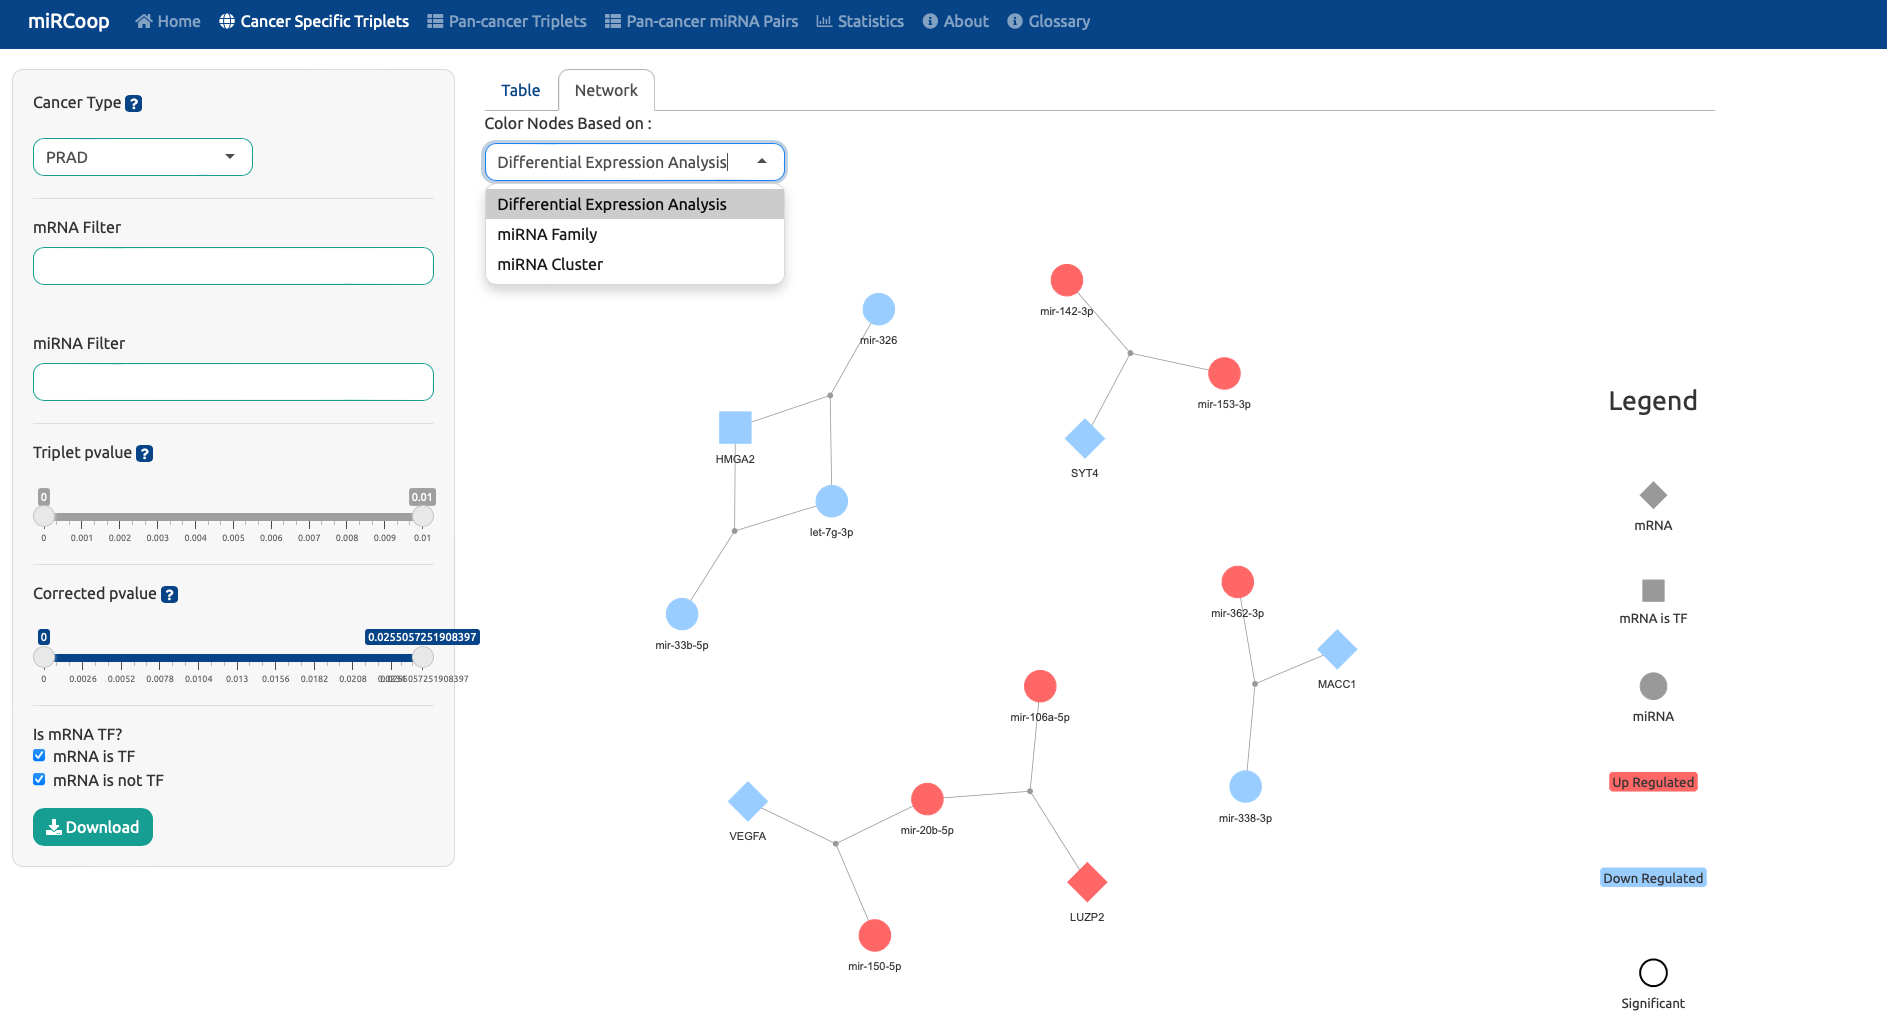 miRCoop Home Cancer Specific Triplets Pan-cancer Triplets Pan-cancer miRNA Pairs Statistics About Glossary
Cancer Type ?
PRAD
mRNA Filter
miRNA Filter
Triplet pvalue ?
0 0.01
0 0.001 0.002 0.003 0.004 0.005 0.006 0.007 0.008 0.009 0.01
Corrected pvalue ?
0 0.0255057251908397
0 0.0026 0.0052 0.0078 0.0104 0.013 0.0156 0.0182 0.0208
Is mRNA TF?
mRNA is TF
mRNA is not TF
Download
Table Network
Color Nodes Based on :
Differential Expression Analysis
Differential Expression Analysis
miRNA Family
miRNA Cluster
mir-326
HMGA2
let-7g-3p
mir-33b-5p
mir-142-3p
mir-153-3p
SYT4
mir-362-3p
MACC1
mir-338-3p
mir-106a-5p
VEGFA
mir-20b-5p
LUZP2
mir-150-5p
Legend
mRNA
mRNA is TF
miRNA
Up Regulated
Down Regulated
Significant